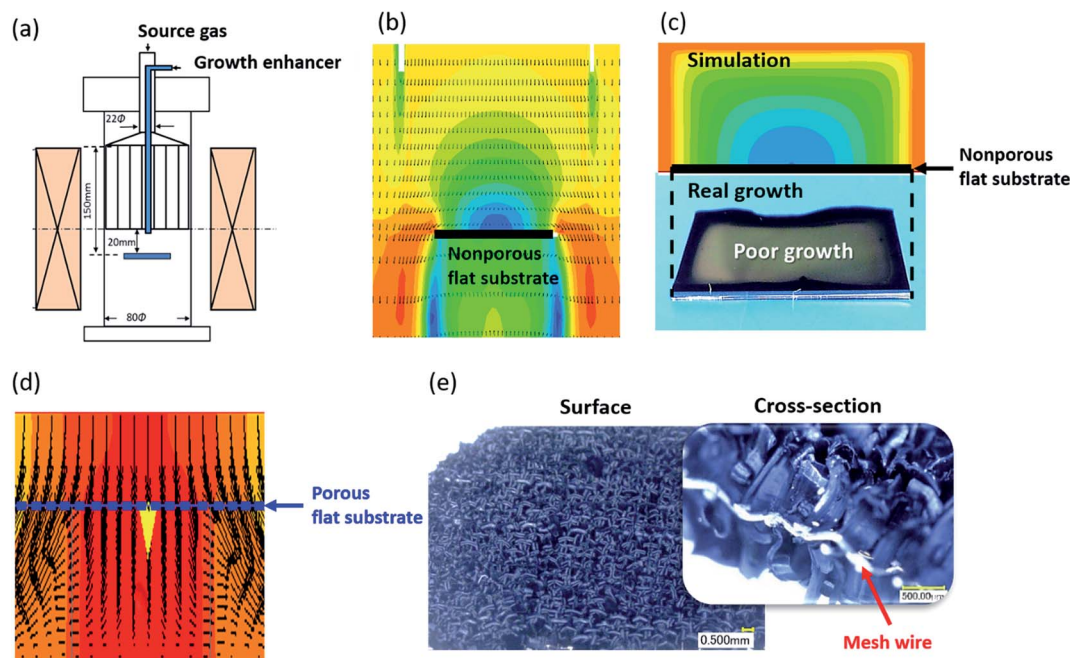 (a)
Source gas
Growth enhancer
22Φ
150mm
20mm
80Φ
(b)
Nonporous
flat substrate
(c)
Simulation
Nonporous
flat substrate
Real growth
Poor growth
(d)
Porous
flat substrate
(e)
Surface
Cross-section
0.500mm
500.00μm
Mesh wire